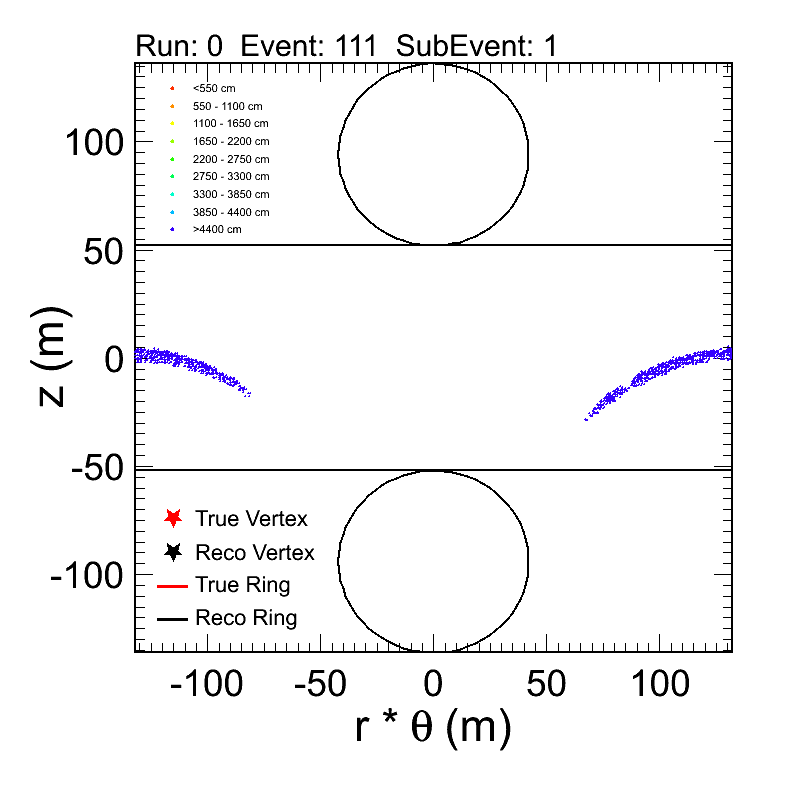 Run: 0  Event: 111  SubEvent: 1
<550 cm
550 - 1100 cm
1100 - 1650 cm
1650 - 2200 cm
2200 - 2750 cm
2750 - 3300 cm
3300 - 3850 cm
3850 - 4400 cm
>4400 cm
100
50
0
-50
-100
z (m)
True Vertex
Reco Vertex
True Ring
Reco Ring
-100 -50 0 50 100
r * θ (m)